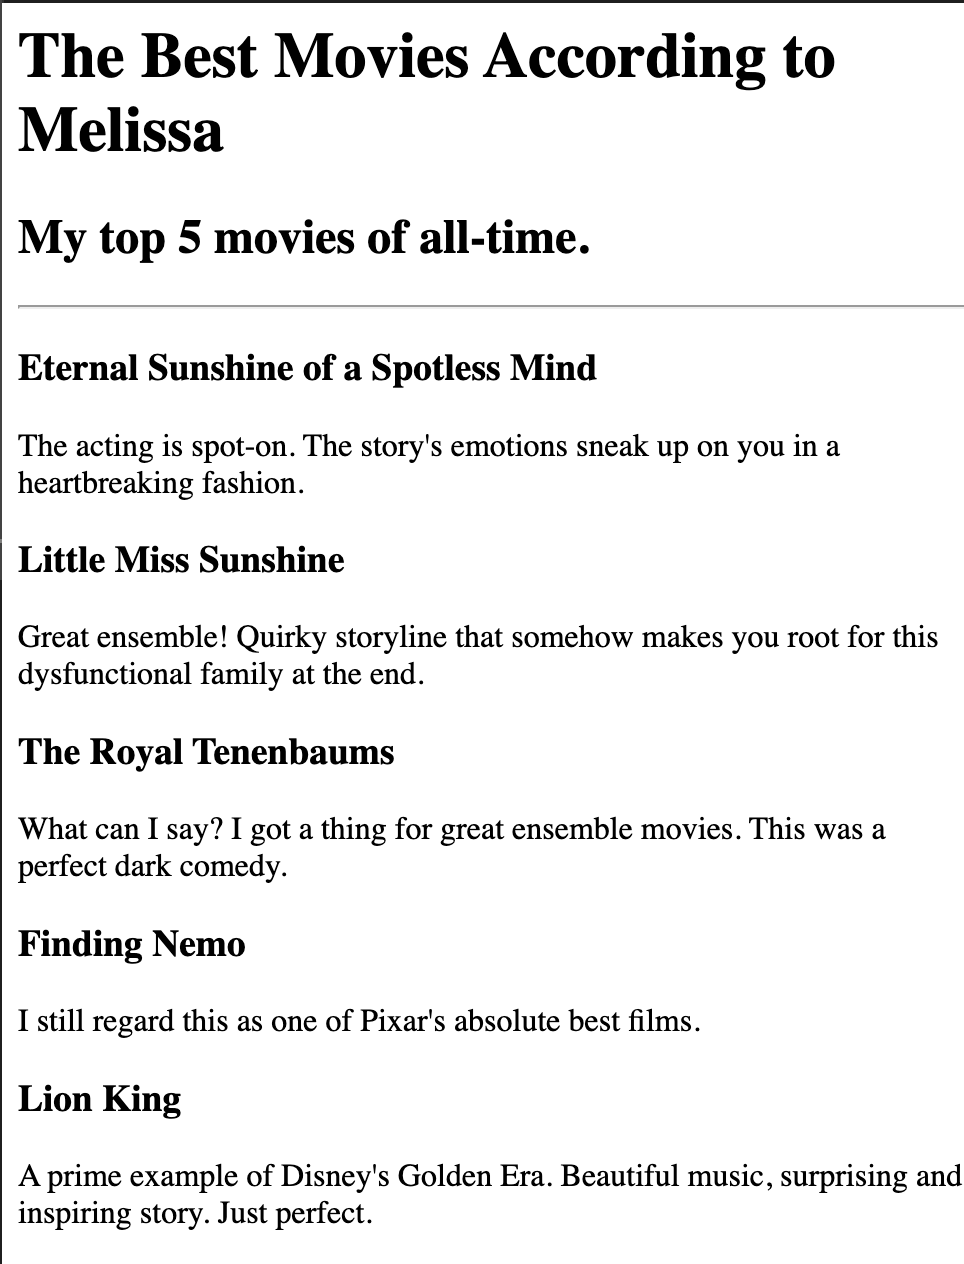 The Best Movies According to
Melissa
My top 5 movies of all-time.
Eternal Sunshine of a Spotless Mind
The acting is spot-on. The story's emotions sneak up on you in a
heartbreaking fashion.
Little Miss Sunshine
Great ensemble! Quirky storyline that somehow makes you root for this
dysfunctional family at the end.
The Royal Tenenbaums
What can I say? I got a thing for great ensemble movies. This was a
perfect dark comedy.
Finding Nemo
I still regard this as one of Pixar's absolute best films.
Lion King
A prime example of Disney's Golden Era. Beautiful music, surprising and
inspiring story. Just perfect.